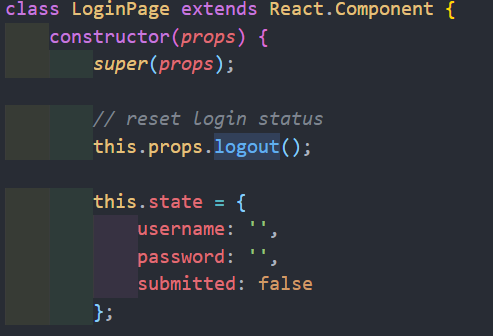 class LoginPage extends React.Component {
constructor(props) {
super(props);
// reset login status
this.props.logout();
this.state = {
username: '',
password: '',
submitted: false
};